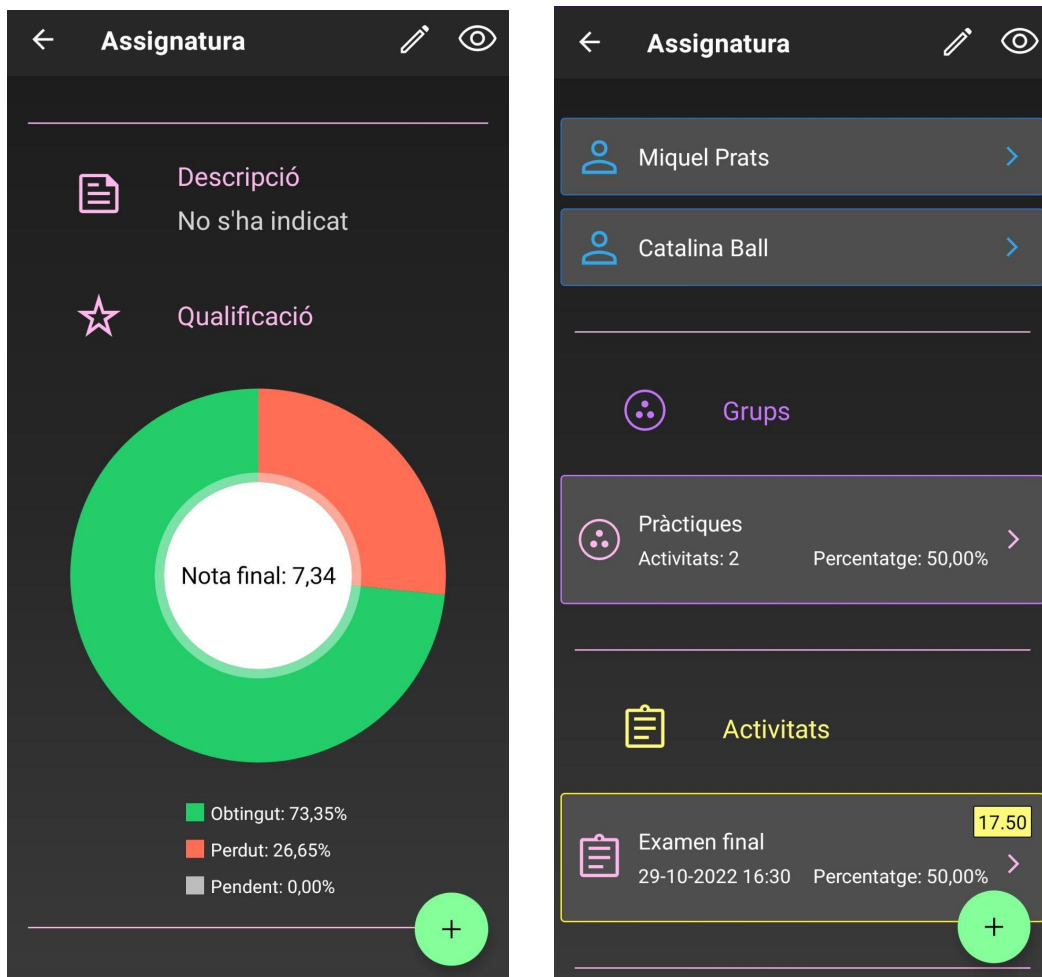 Assignatura
Descripció
No s'ha indicat
Qualificació
Nota final: 7,34
Obtingut: 73,35%
Perdut: 26,65%
Pendent: 0,00%
+
Assignatura
Miquel Prats
Catalina Ball
Grups
Pràctiques
Activitats: 2 Percentatge: 50,00%
Activitats
17.50
Examen final
29-10-2022 16:30 Percentatge: 50,00%
+